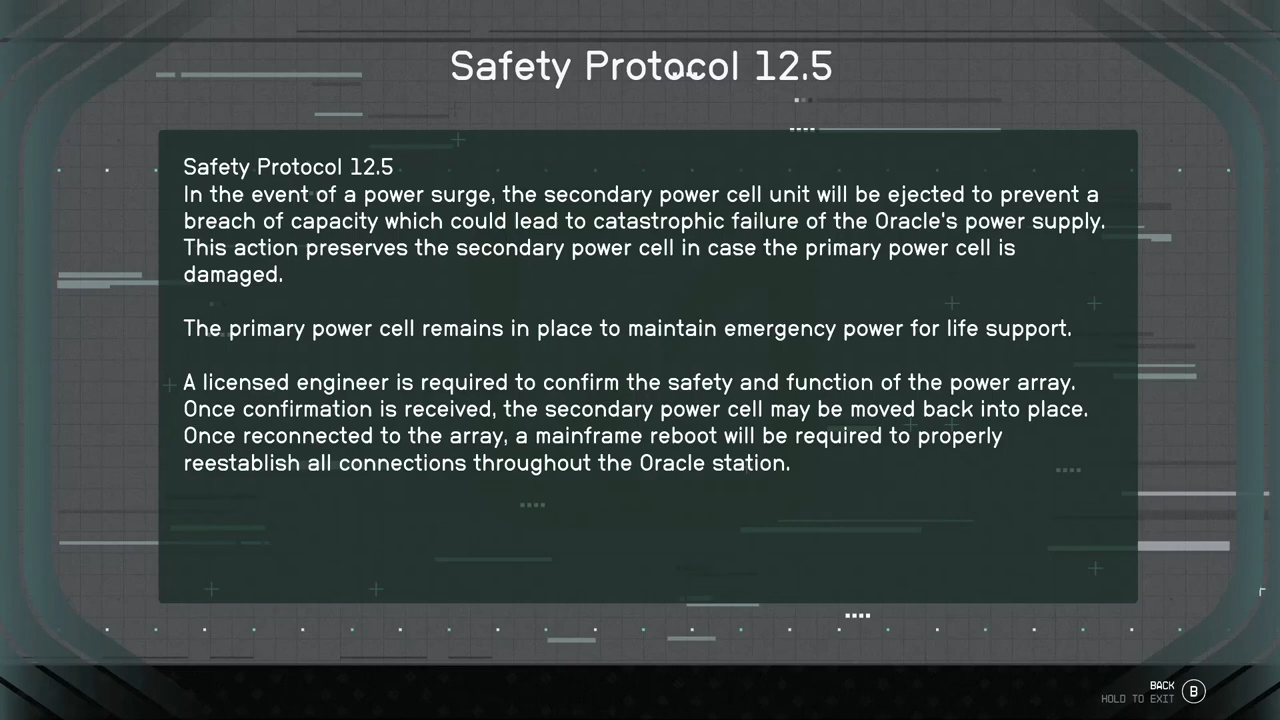 Safety Protocol 12.5
Safety Protocol 12.5
In the event of a power surge, the secondary power cell unit will be ejected to prevent a
breach of capacity which could lead to catastrophic failure of the Oracle's power supply.
This action preserves the secondary power cell in case the primary power cell is
damaged.
The primary power cell remains in place to maintain emergency power for life support.
A licensed engineer is required to confirm the safety and function of the power array.
Once confirmation is received, the secondary power cell may be moved back into place.
Once reconnected to the array, a mainframe reboot will be required to properly
reestablish all connections throughout the Oracle station.
BACK
HOLD TO EXIT
B